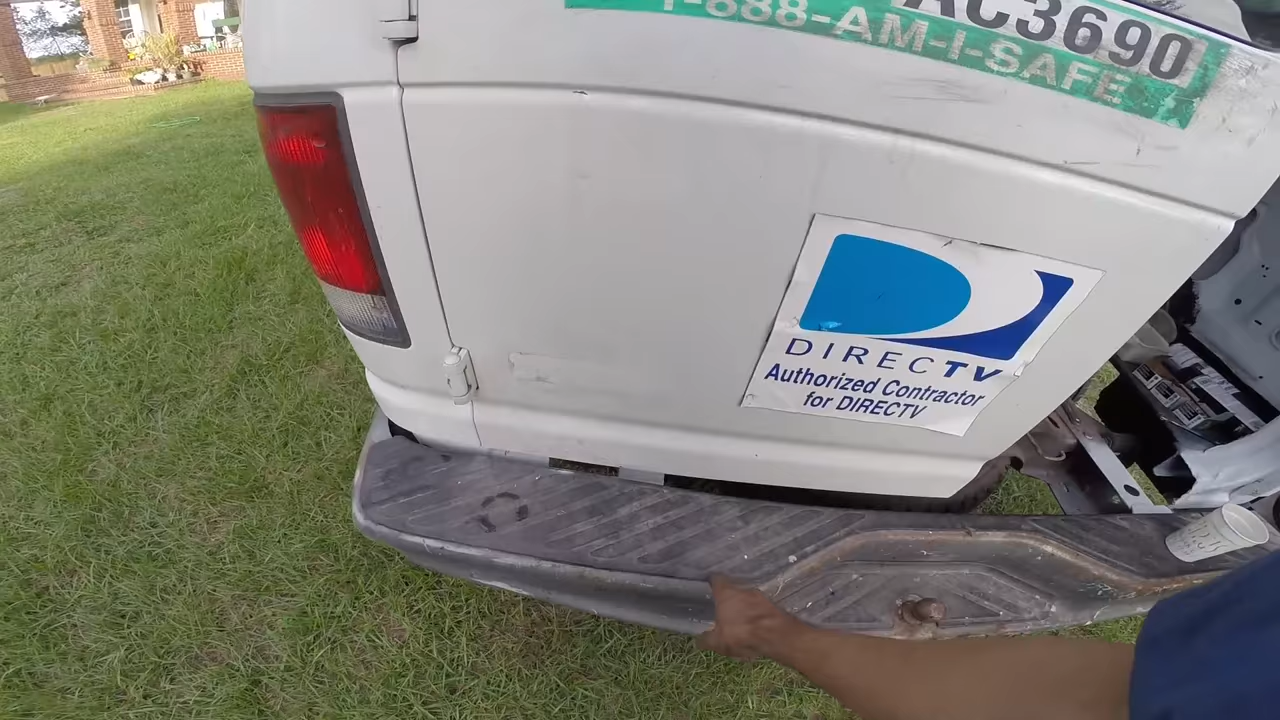 AC3690
1-888-AM-I-SAFE
DIRECTV
Authorized Contractor
for DIRECTV